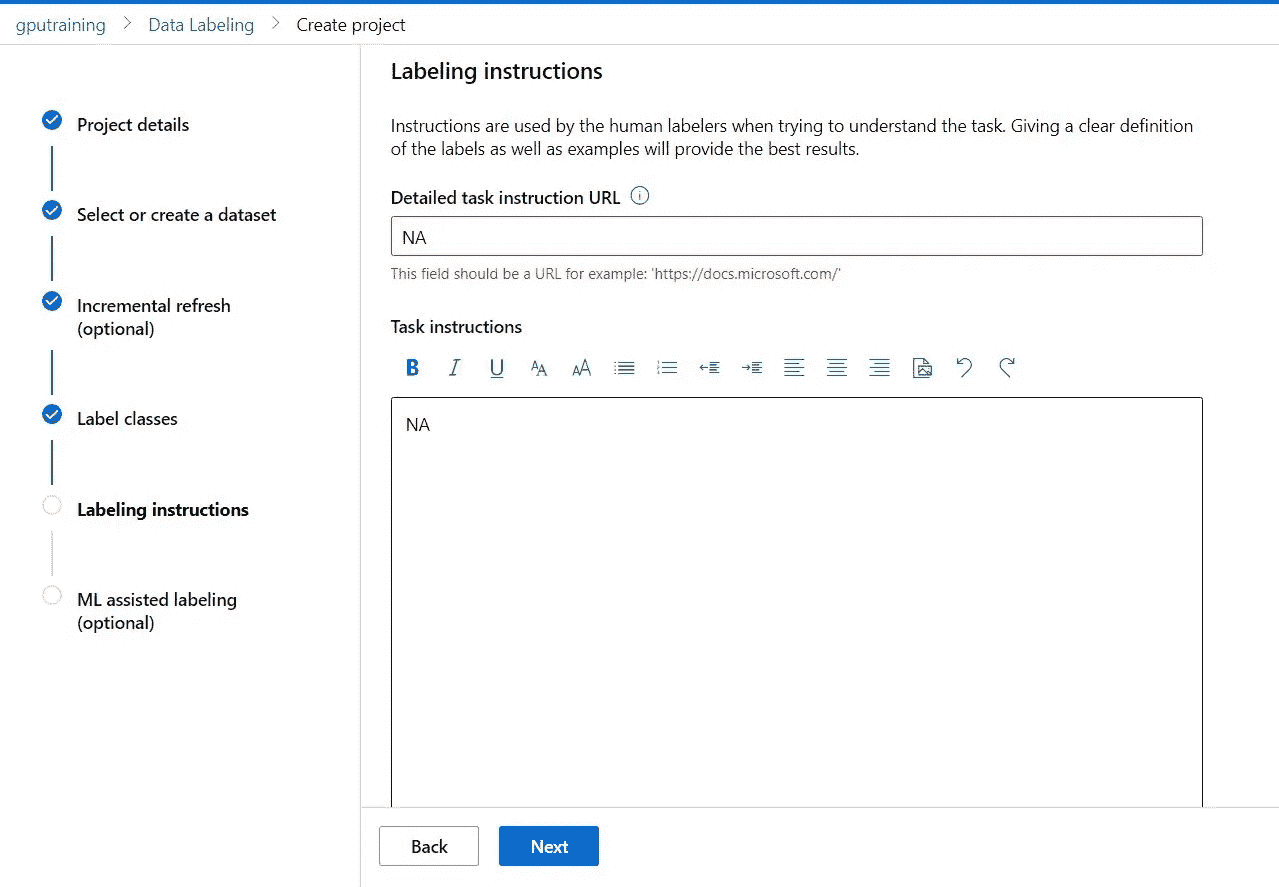 gputraining > Data Labeling > Create project
Project details
Select or create a dataset
Incremental refresh
(optional)
Label classes
Labeling instructions
ML assisted labeling
(optional)
Labeling instructions
Instructions are used by the human labelers when trying to understand the task. Giving a clear definition
of the labels as well as examples will provide the best results.
Detailed task instruction URL
NA
This field should be a URL for example: 'https://docs.microsoft.com/'
Task instructions
B I U AA AA
NA
Back Next